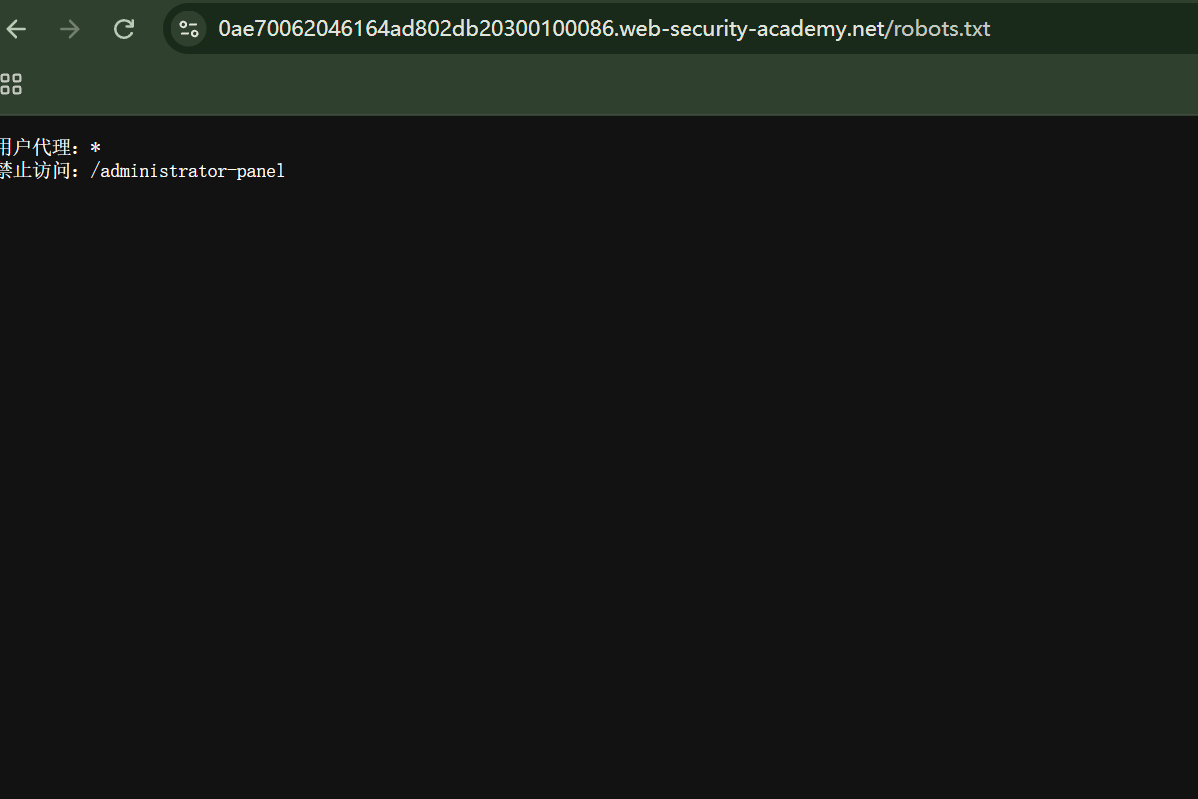 0ae70062046164ad802db20300100086.web-security-academy.net/robots.txt
用户代理：*
禁止访问：/administrator-panel